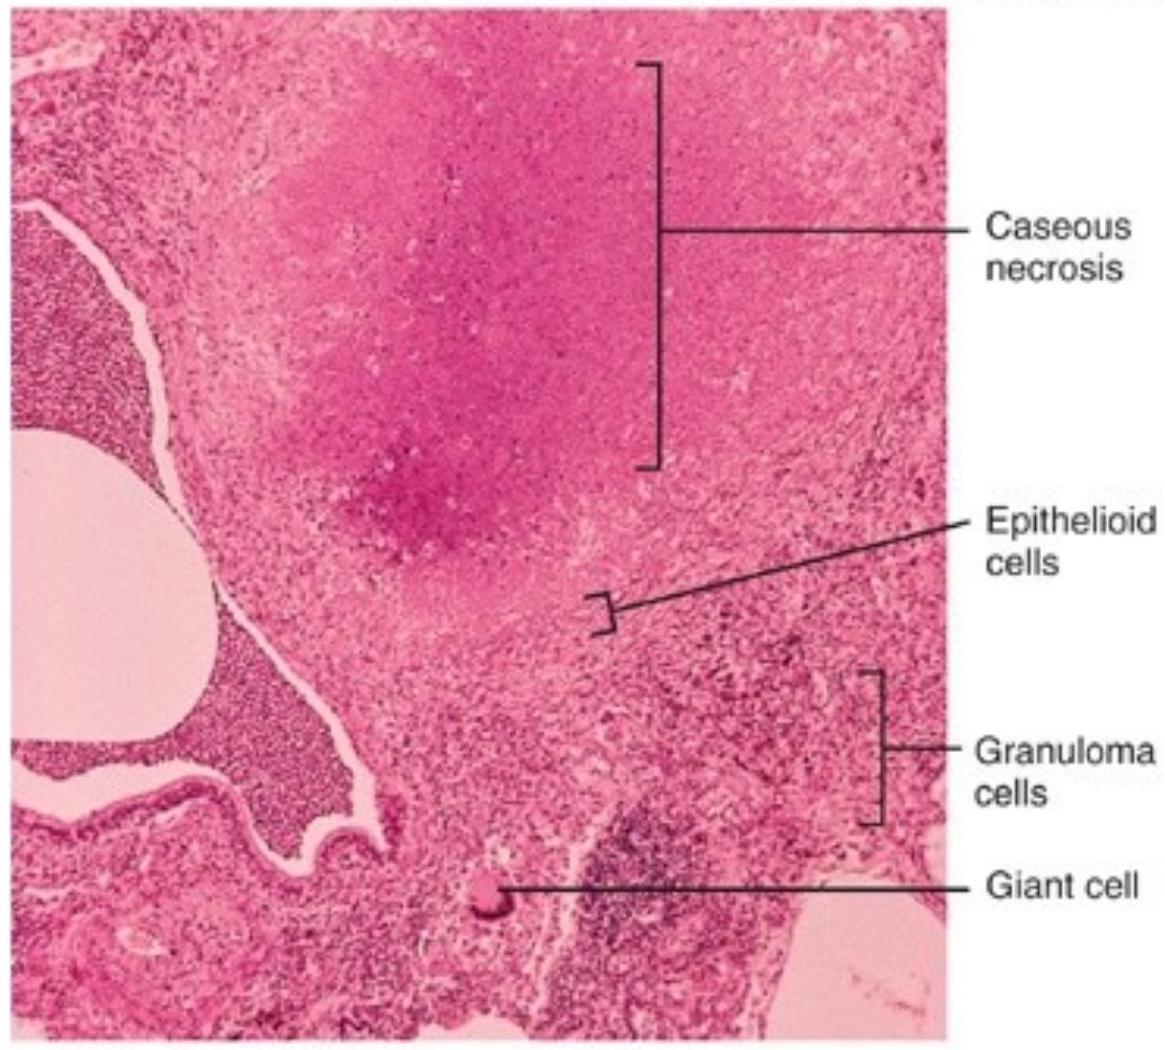 Caseous
necrosis
Epithelioid
cells
Granuloma
cells
Giant cell